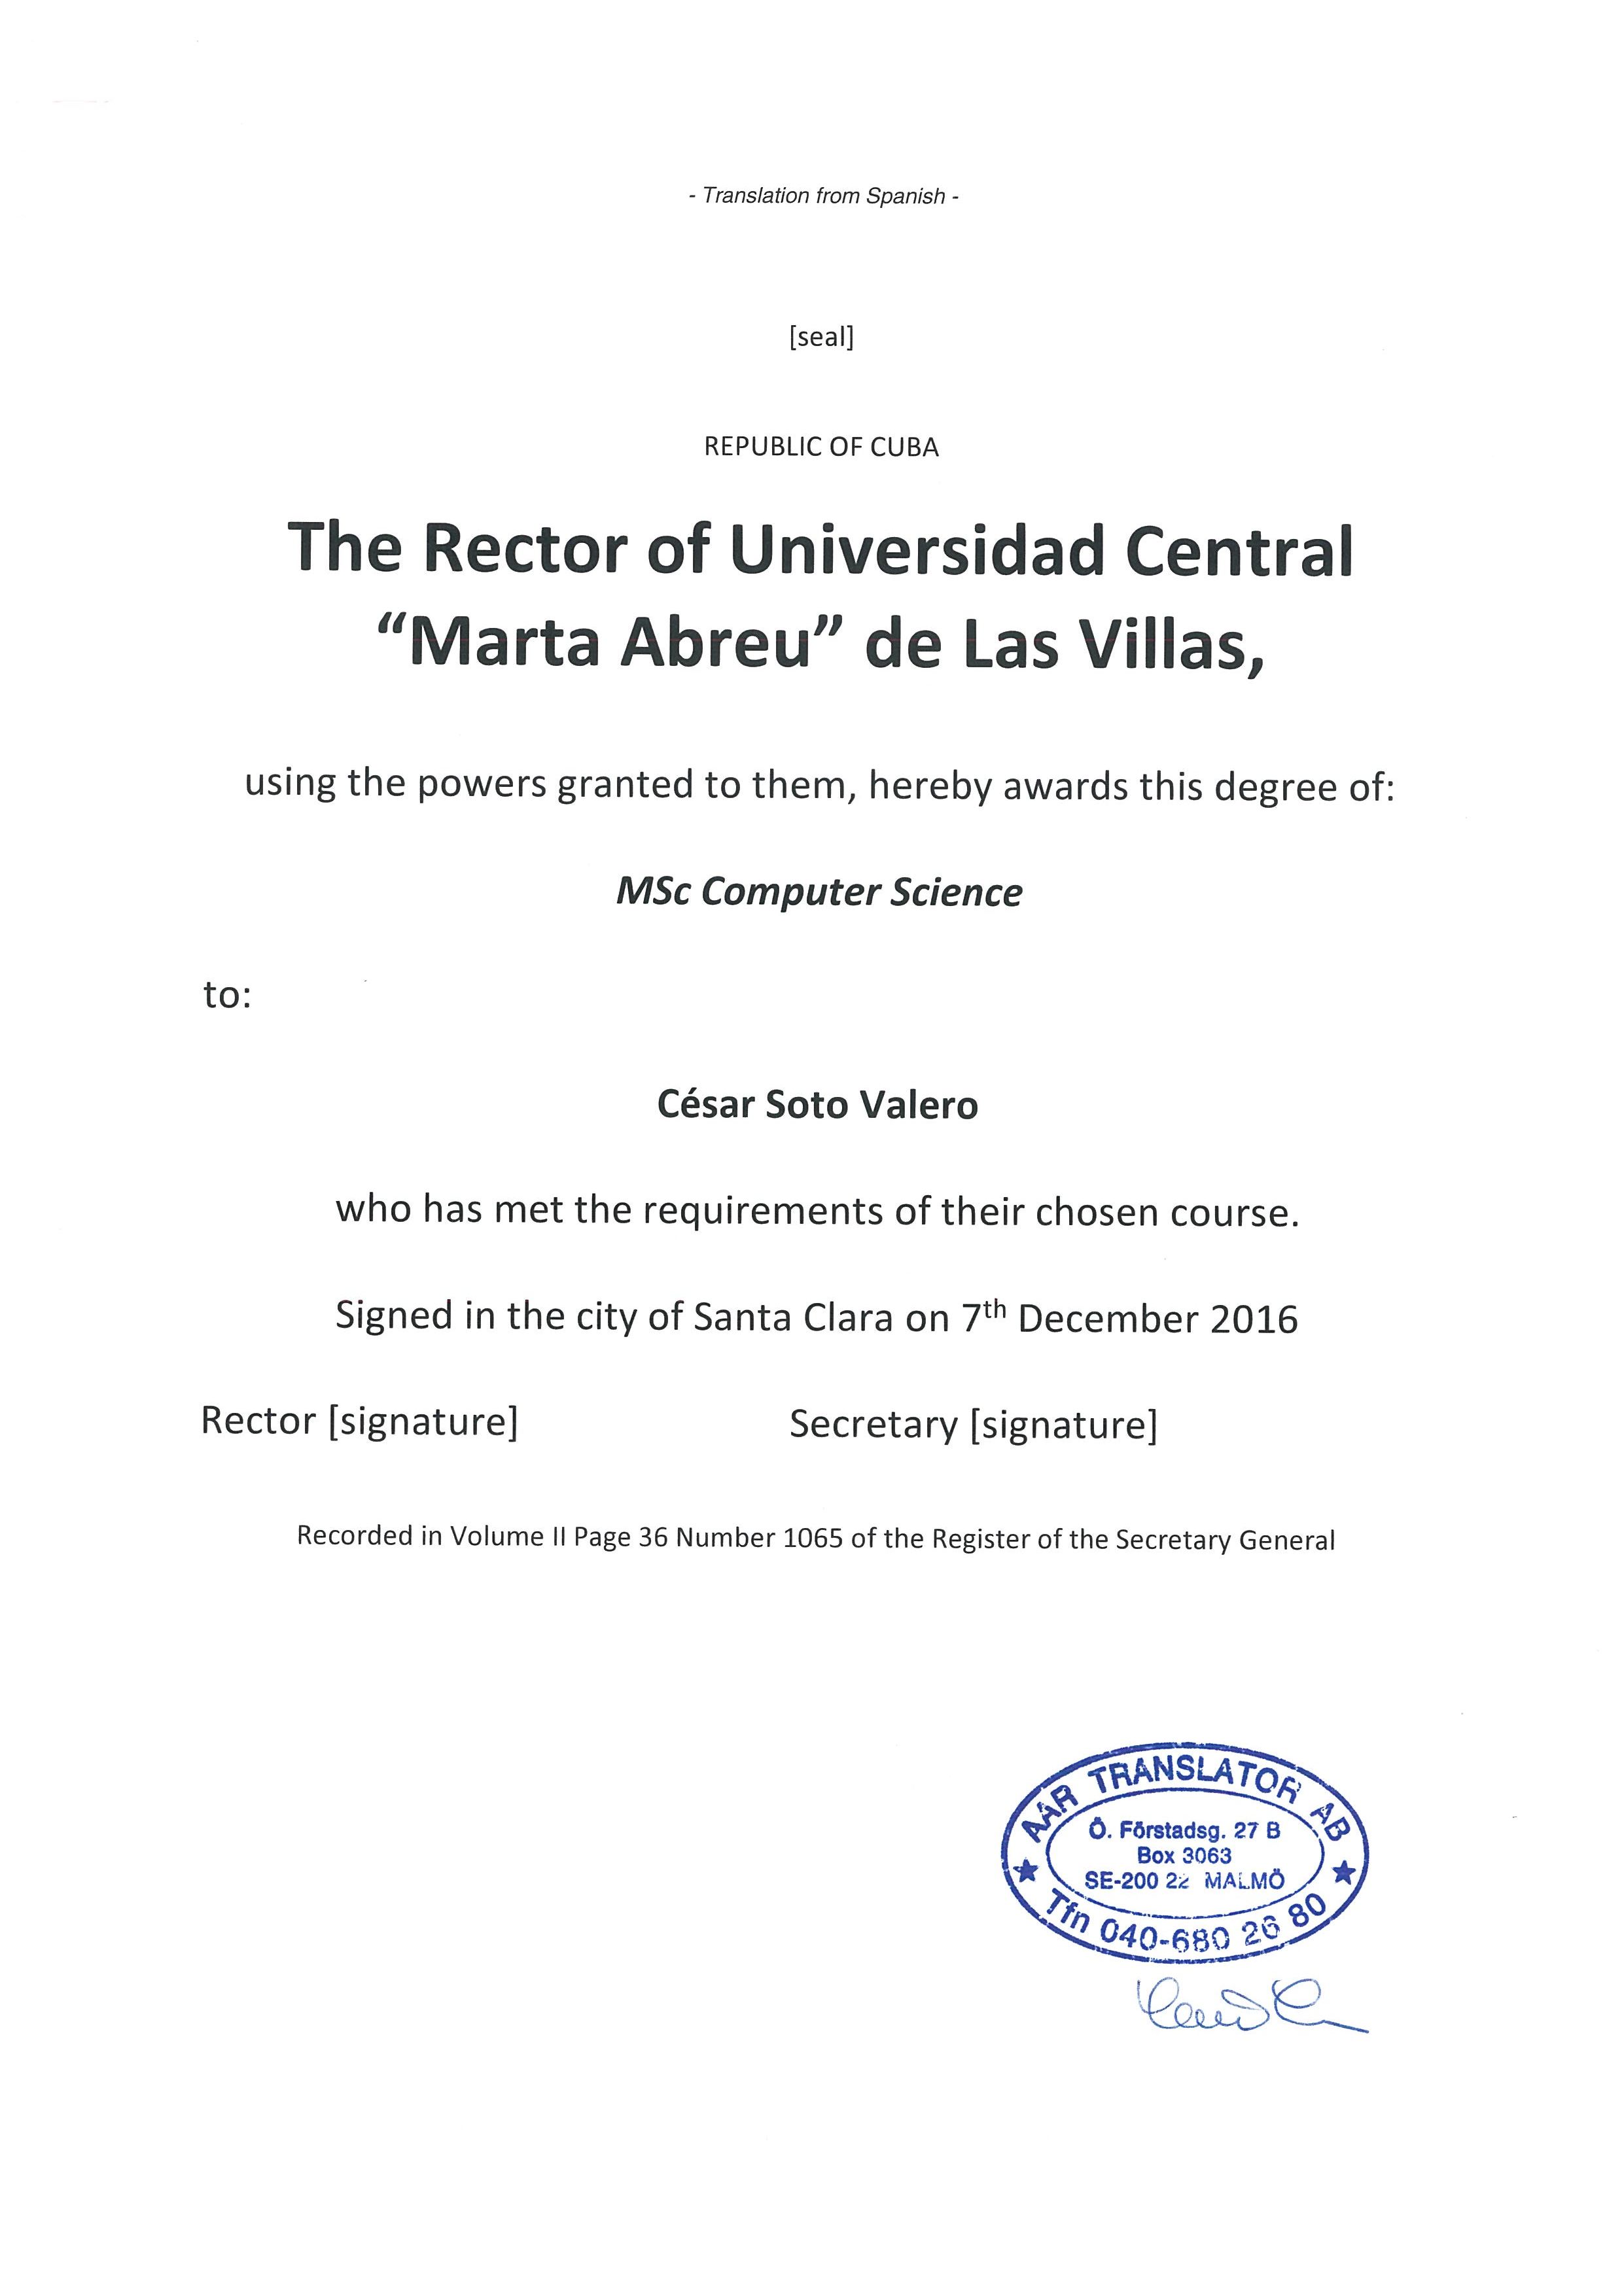 - Translation from Spanish -
[seal]
REPUBLIC OF CUBA
The Rector of Universidad Central
“Marta Abreu” de Las Villas,
using the powers granted to them, hereby awards this degree of:
MSc Computer Science
to:
César Soto Valero
who has met the requirements of their chosen course.
Signed in the city of Santa Clara on 7th December 2016
Rector [signature] Secretary [signature]
Recorded in Volume II Page 36 Number 1065 of the Register of the Secretary General
AAR TRANSLATOR AB
Ö. Förstadsg. 27 B
Box 3063
SE-200 22 MALMÖ
Tfn 040-680 26 80